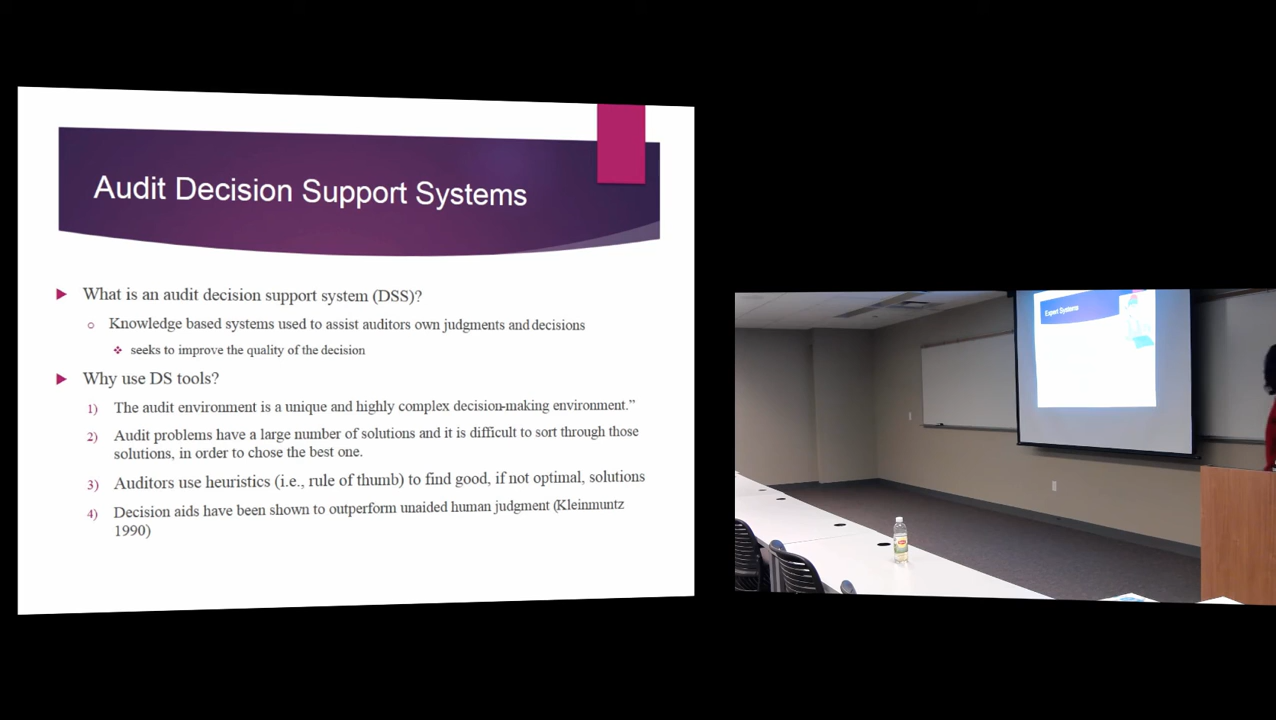 Audit Decision Support Systems
What is an audit decision support system (DSS)?
Knowledge based systems used to assist auditors own judgments and decisions
seeks to improve the quality of the decision
Why use DS tools?
1) The audit environment is a unique and highly complex decision-making environment.”
2) Audit problems have a large number of solutions and it is difficult to sort through those
solutions, in order to chose the best one.
3) Auditors use heuristics (i.e., rule of thumb) to find good, if not optimal, solutions
4) Decision aids have been shown to outperform unaided human judgment (Kleinmuntz
1990)
Expert Systems